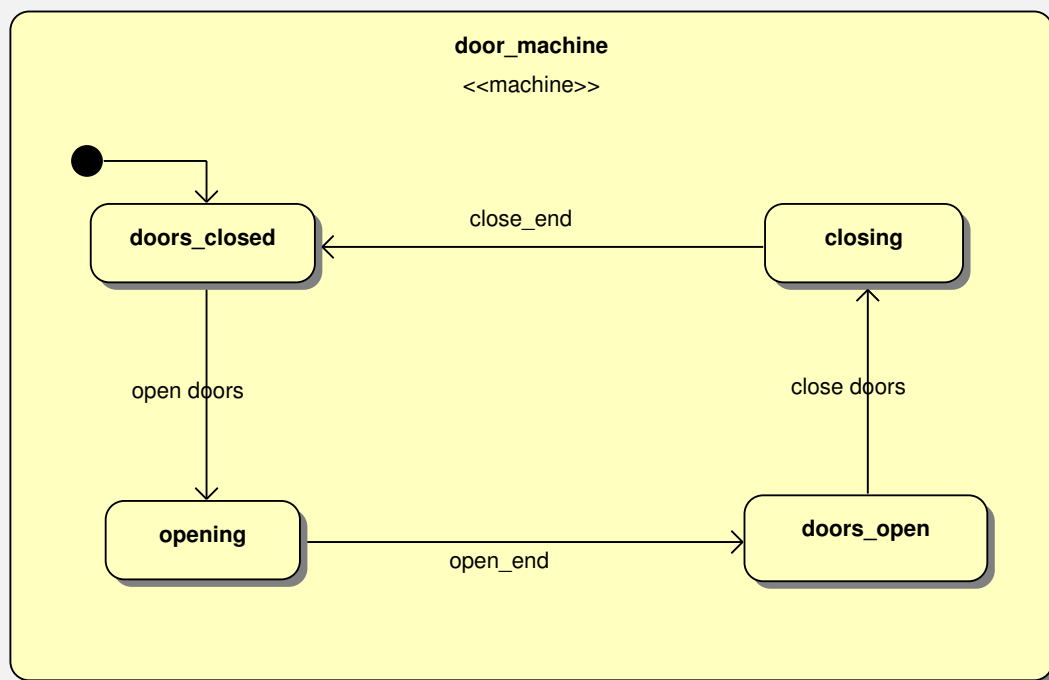 door_machine
<<machine>>
close_end
doors_closed
closing
open doors
close doors
opening
doors_open
open_end